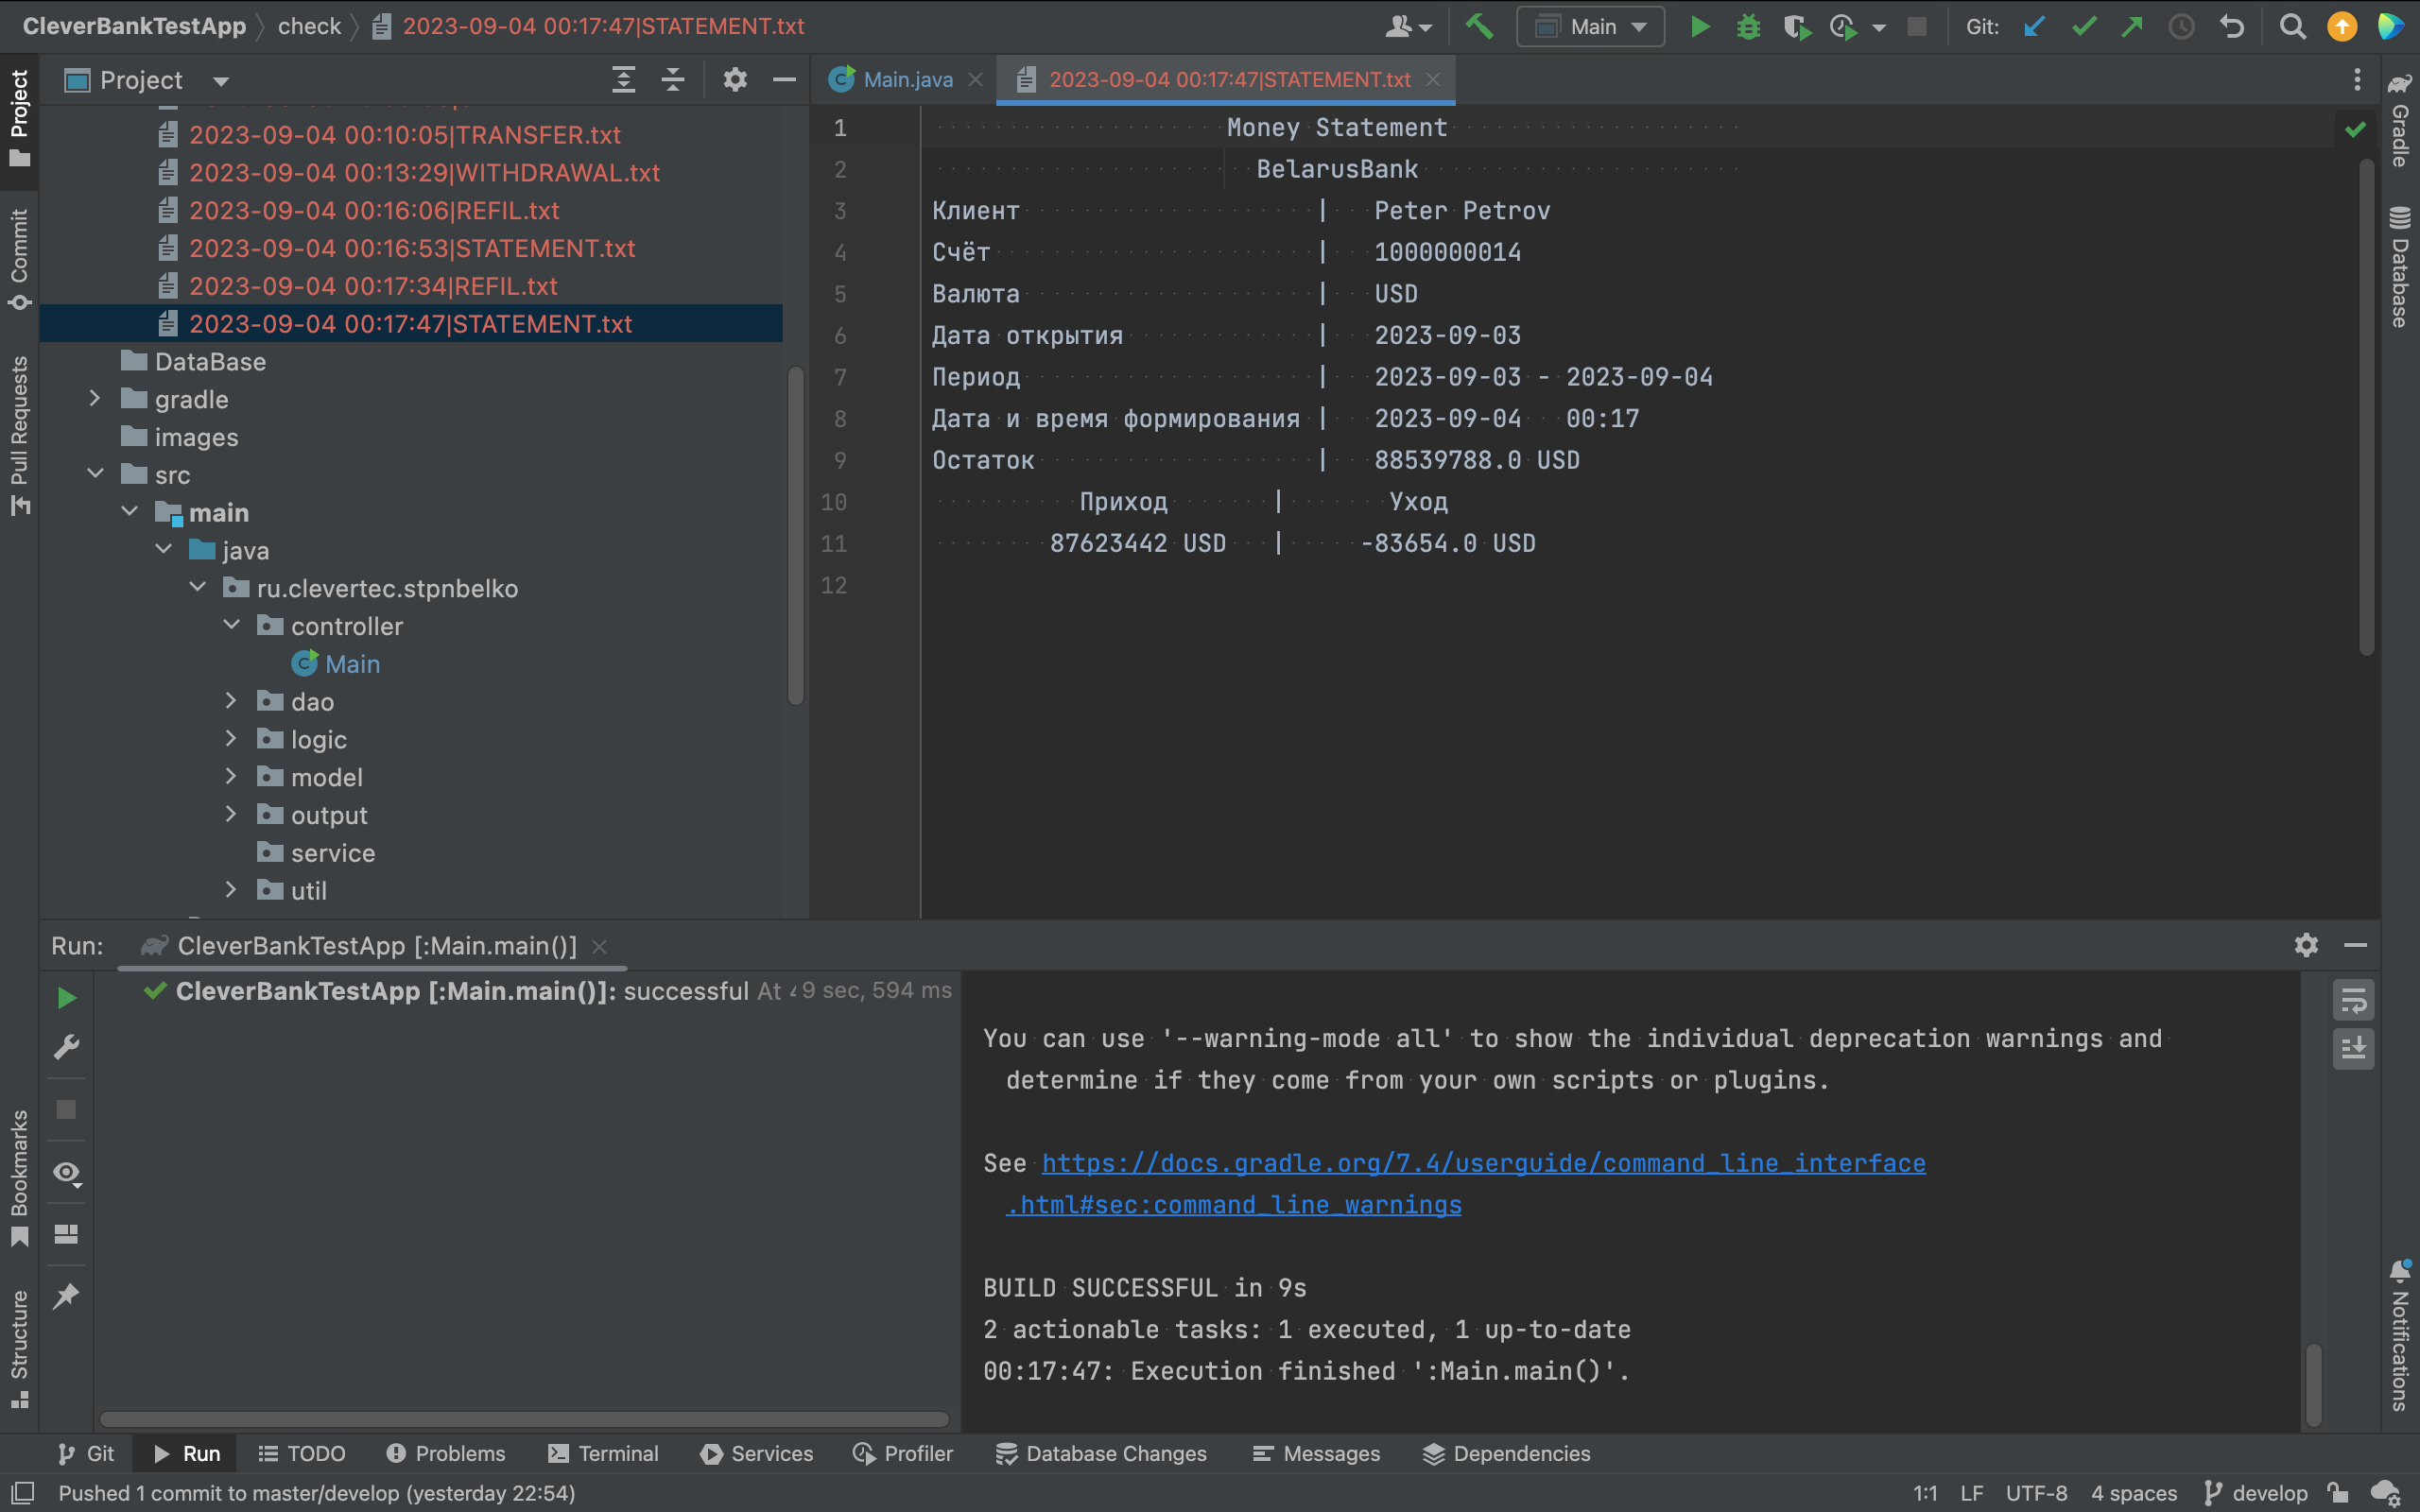 CleverBankTestApp check 2023-09-04 00:17:47|STATEMENT.txt
Main
Git:
Project
Main.java
2023-09-04 00:17:47|STATEMENT.txt
2023-09-04 00:10:05|TRANSFER.txt
2023-09-04 00:13:29|WITHDRAWAL.txt
2023-09-04 00:16:06|REFIL.txt
2023-09-04 00:16:53|STATEMENT.txt
2023-09-04 00:17:34|REFIL.txt
2023-09-04 00:17:47|STATEMENT.txt
DataBase
gradle
images
src
main
java
ru.clevertec.stpnbelko
controller
Main
dao
logic
model
output
service
util
1 Money Statement
2 BelarusBank
3 Клиент | Peter Petrov
4 Счёт | 1000000014
5 Валюта | USD
6 Дата открытия | 2023-09-03
7 Период | 2023-09-03 - 2023-09-04
8 Дата и время формирования | 2023-09-04 00:17
9 Остаток | 88539788.0 USD
10 Приход | Уход
11 87623442 USD | -83654.0 USD
12
Project
Commit
Pull Requests
Bookmarks
Structure
Gradle
Database
Notifications
Run: CleverBankTestApp [:Main.main()]
CleverBankTestApp [:Main.main()]: successful At 9 sec, 594 ms
You can use '--warning-mode all' to show the individual deprecation warnings and
determine if they come from your own scripts or plugins.
See https://docs.gradle.org/7.4/userguide/command_line_interface
.html#sec:command_line_warnings
BUILD SUCCESSFUL in 9s
2 actionable tasks: 1 executed, 1 up-to-date
00:17:47: Execution finished ':Main.main()'.
Git Run TODO Problems Terminal Services Profiler Database Changes Messages Dependencies
Pushed 1 commit to master/develop (yesterday 22:54)
1:1 LF UTF-8 4 spaces develop